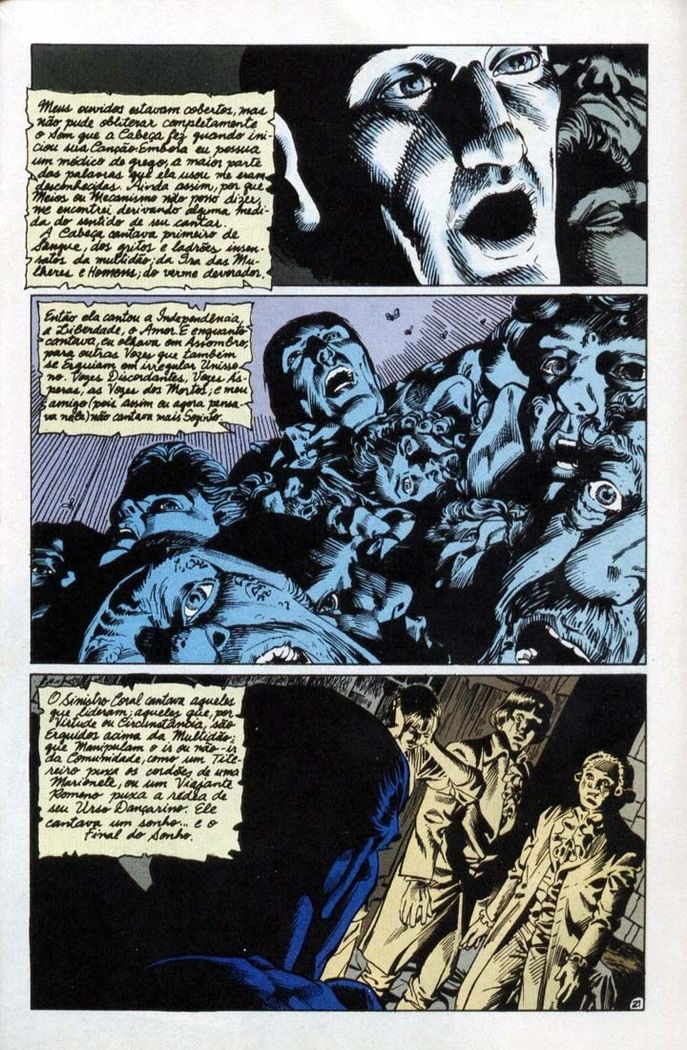 Meus ouvidos estavam cobertos, mas
não pude obliterar completamente
o Som que a Cabeça fez quando ini-
ciou sua Canção. Embora eu possua
um módico de grego, a maior parte
das palavras que ela usou me eram
desconhecidas. Ainda assim, por que
Meios ou Mecanismo não posso dizer,
me encontrei derivando alguma medi-
da do sentido de seu cantar.
A Cabeça cantava primeiro de
Sangue, dos gritos e ladrões insen-
satos da multidão, da Ira das Mu-
lheres e Homens; do verme devorador.
Então ela cantou a Independência,
a Liberdade, o Amor. E enquanto
cantava, eu olhava em Assombro,
para outras Vozes que também
se Erguiam em irregular Unísso-
no. Vozes Discordantes, Vozes Ás-
peras, as Vozes dos Mortos; e meu
amigo (pois assim eu agora pensa-
va nele) não cantava mais Sozinto.
O Sinistro Coral cantava aqueles
que lideram; aqueles que, por
Virtude ou Circunstância, são
Erguidos acima da Multidão;
que Manipulam o ir ou não-ir
da Comunidade, como um Tite-
reiro puxa os cordões de uma
Marionete, ou um Viajante
Romeno puxa a rédea de
seu Urso Dançarino. Ele
cantava um sonho... e o
Final do Sonho.
21